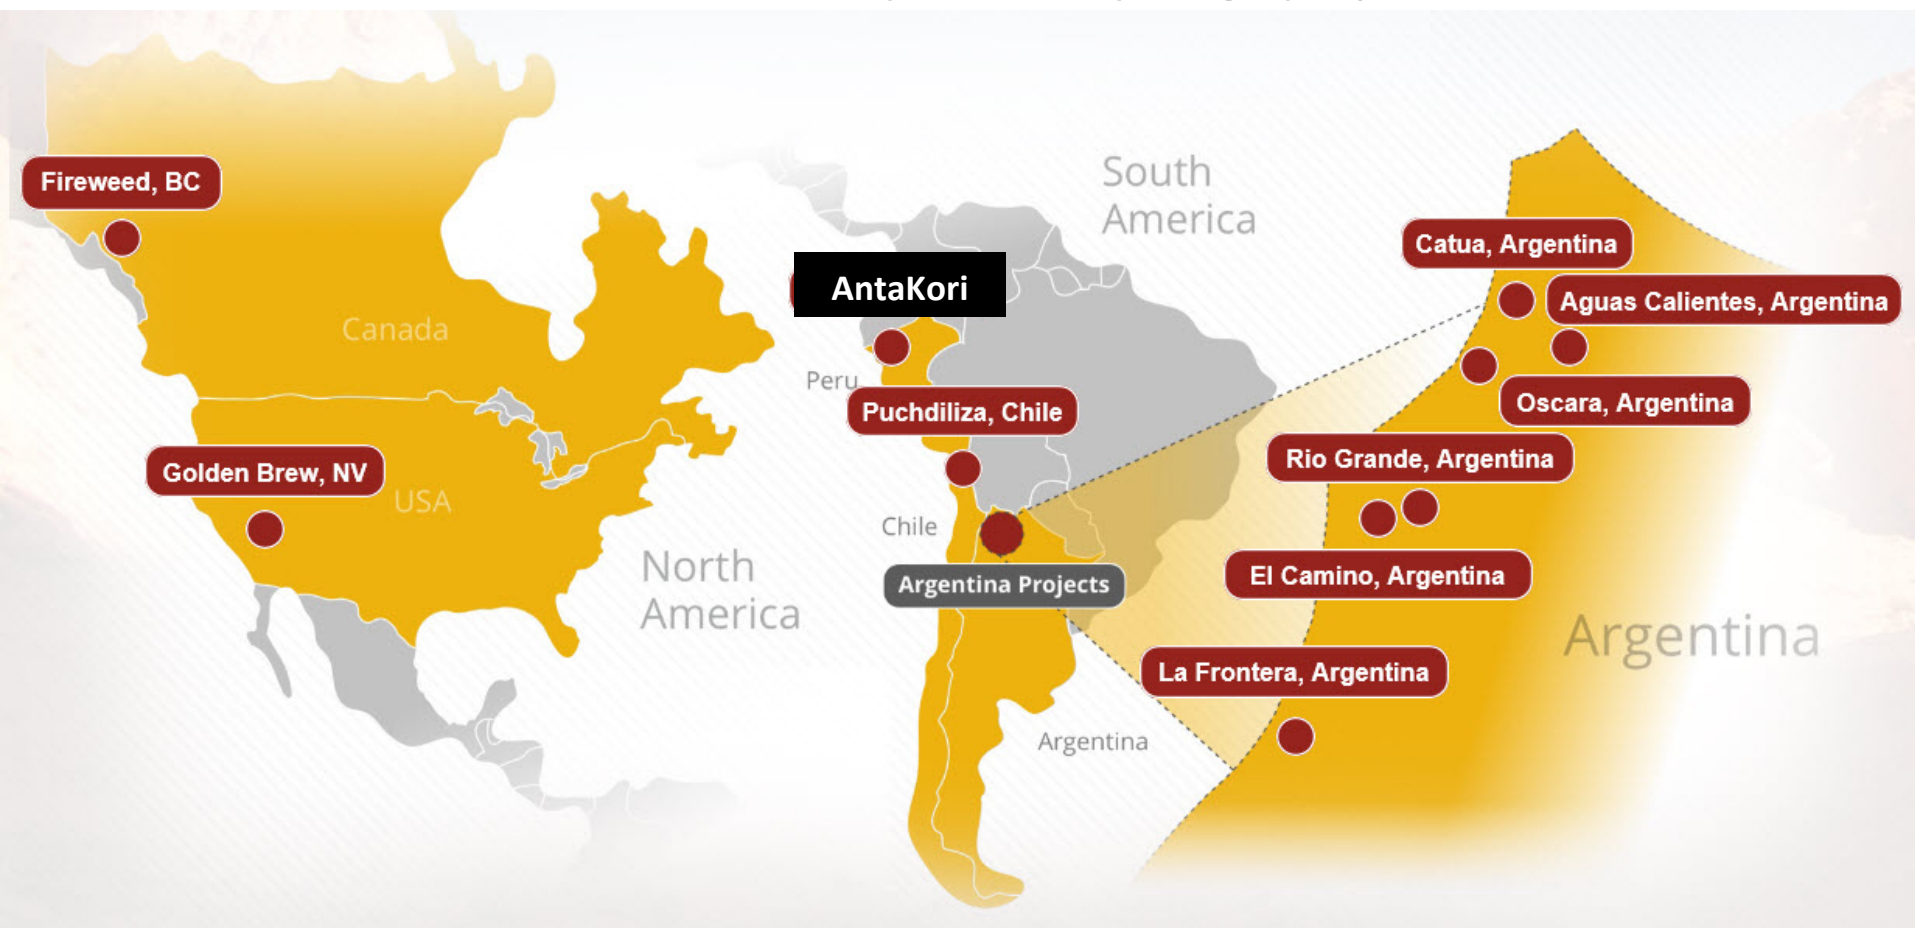 Fireweed, BC
Canada
Golden Brew, NV
USA
North
America
South
America
AntaKori
Peru
Puchdiliza, Chile
Chile
Argentina Projects
Argentina
Catua, Argentina
Aguas Calientes, Argentina
Oscara, Argentina
Rio Grande, Argentina
El Camino, Argentina
La Frontera, Argentina
Argentina